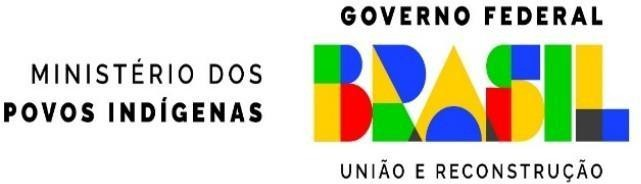 MINISTÉRIO DOS
POVOS INDÍGENAS
GOVERNO FEDERAL
BRASIL
UNIÃO E RECONSTRUÇÃO